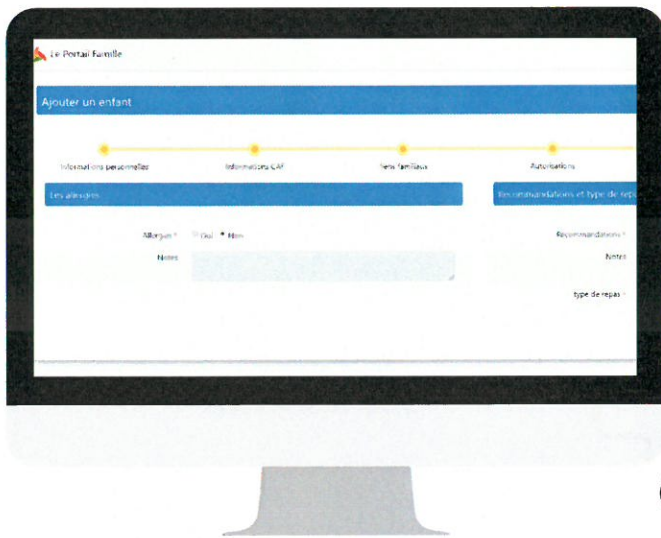 Le Portail Famille
Ajouter un enfant
Informations personnelles
Informations CAF
liens familiaux
Autorisations
Les allergies
Recommandations et type de repa
Allergies *
Oui
Non
Notes
Recommandations *
Notes
type de repas *